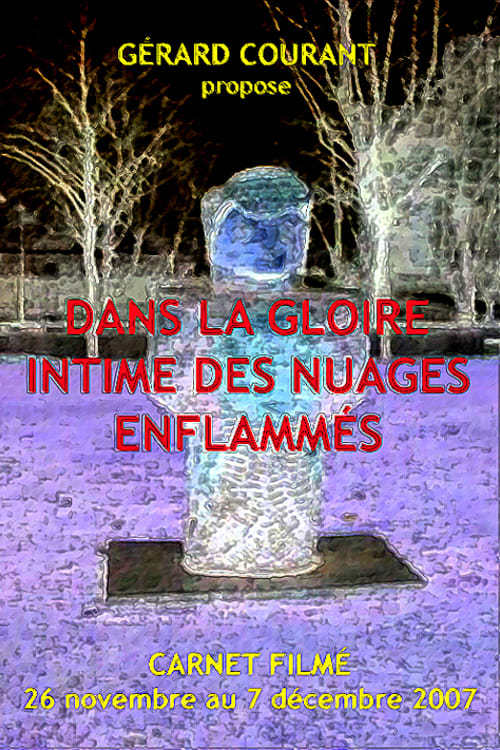 GÉRARD COURANT
propose
DANS LA GLOIRE
INTIME DES NUAGES
ENFLAMMÉS
CARNET FILMÉ
26 novembre au 7 décembre 2007